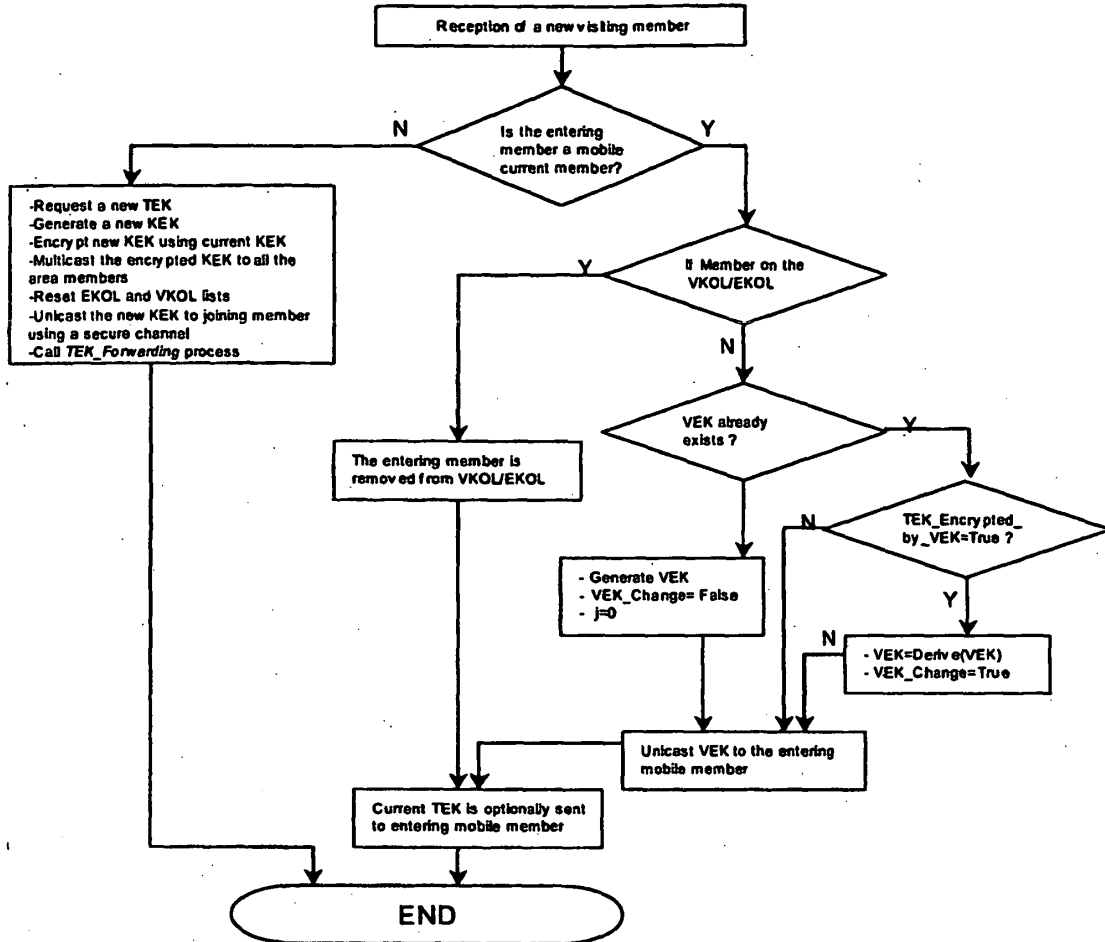 Reception of a new visiting member
Is the entering
member a mobile
current member?
N
Y
-Request a new TEK
-Generate a new KEK
-Encrypt new KEK using current KEK
-Multicast the encrypted KEK to all the
area members
-Reset EKOL and VKOL lists
-Unicast the new KEK to joining member
using a secure channel
-Call TEK_Forwarding process
If Member on the
VKOL/EKOL
Y
N
VEK already
exists ?
Y
The entering member is
removed from VKOL/EKOL
TEK_Encrypted_
by_VEK=True ?
N
Y
- Generate VEK
- VEK_Change= False
- j=0
N
- VEK=Derive(VEK)
- VEK_Change=True
Unicast VEK to the entering
mobile member
Current TEK is optionally sent
to entering mobile member
END